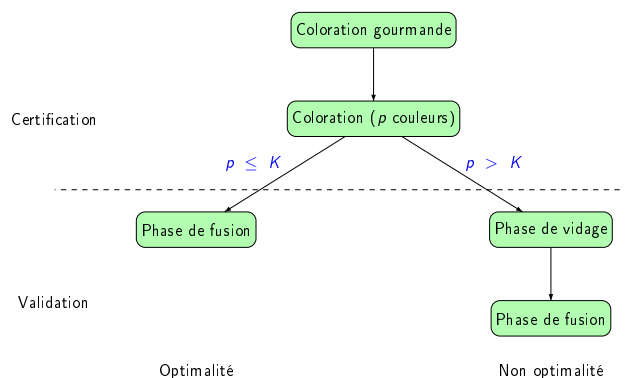 Coloration gourmande
Certification
Coloration (p couleurs)
p ≤ K
p > K
Phase de fusion
Phase de vidage
Validation
Phase de fusion
Optimalité
Non optimalité